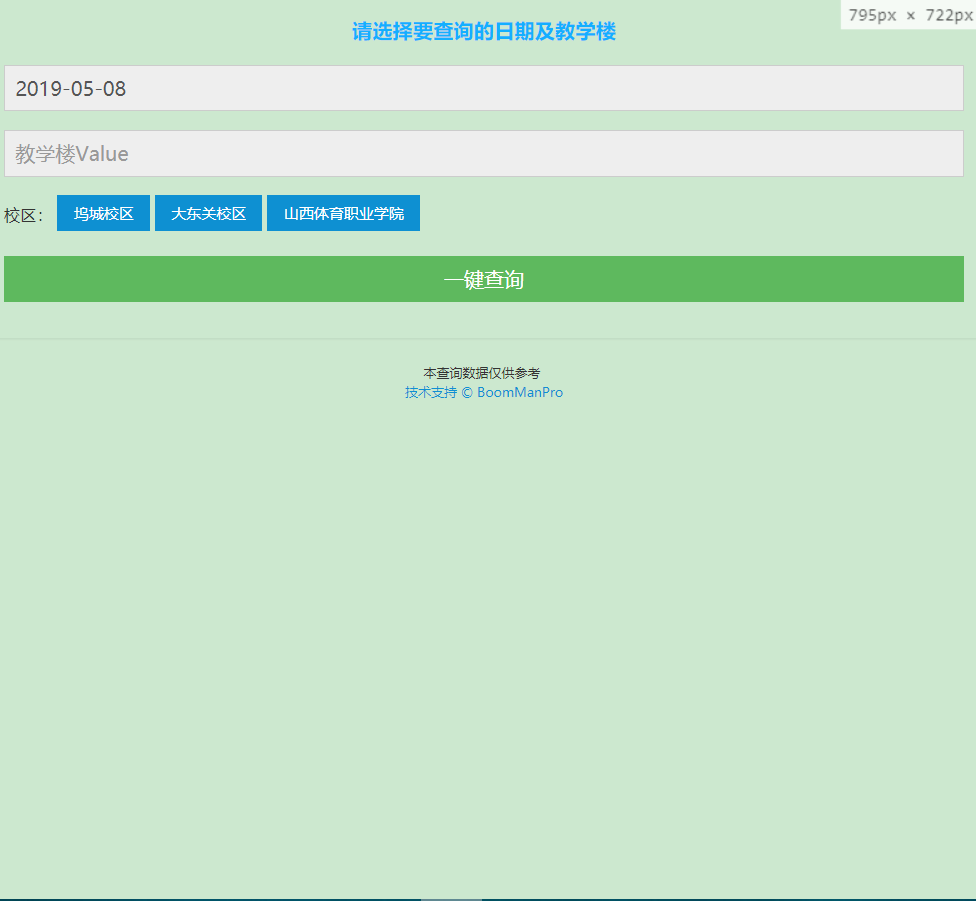 795px × 722px
请选择要查询的日期及教学楼
2019-05-08
教学楼Value
校区： 坞城校区 大东关校区 山西体育职业学院
一键查询
本查询数据仅供参考
技术支持 © BoomManPro